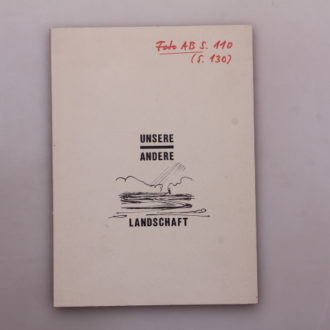 Foto AB S. 110
(S. 130)
UNSERE
ANDERE
LANDSCHAFT